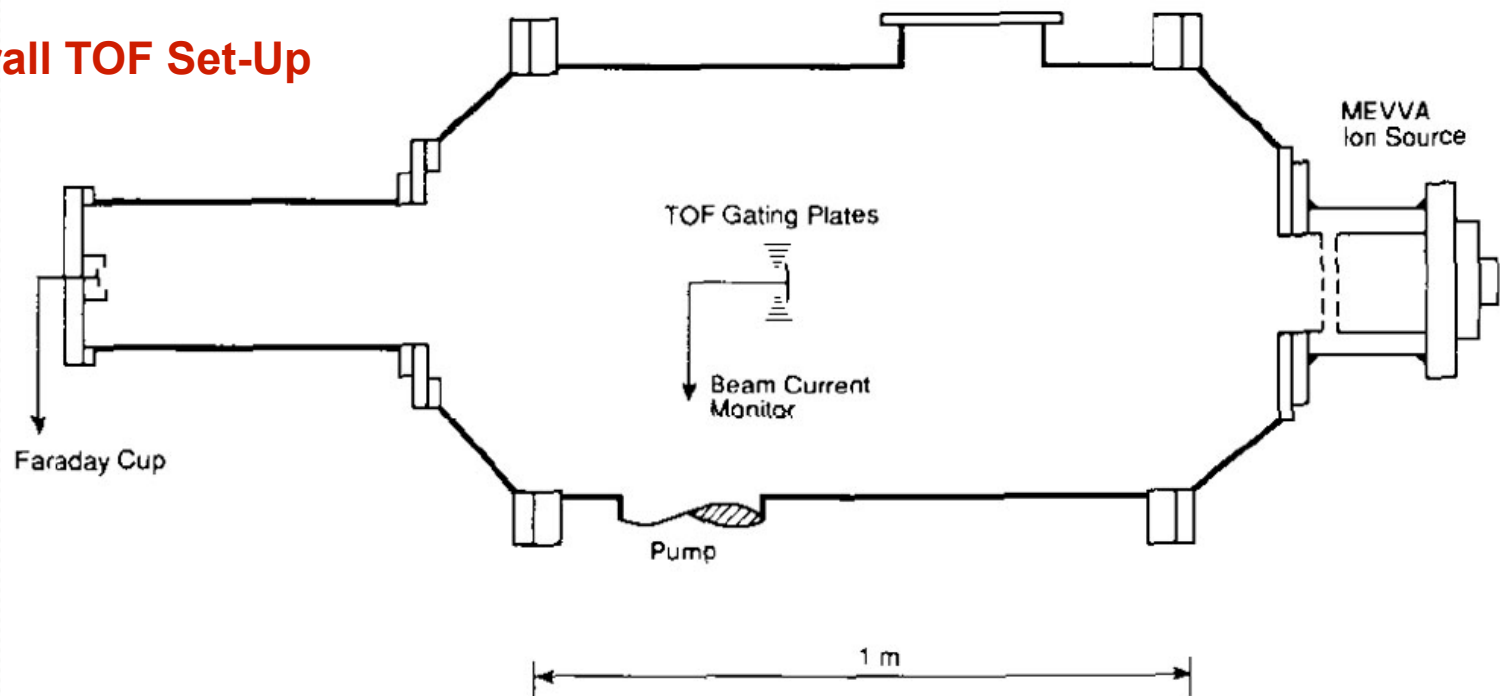 all TOF Set-Up
MEVVA
Ion Source
TOF Gating Plates
Beam Current
Monitor
Faraday Cup
Pump
1 m